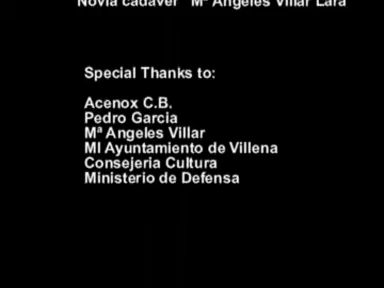 Novia cadaver Mª Angeles Villar Lara
Special Thanks to:
Acenox C.B.
Pedro Garcia
Mª Angeles Villar
MI Ayuntamiento de Villena
Consejeria Cultura
Ministerio de Defensa